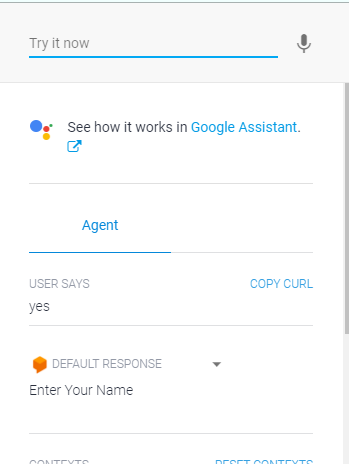 Try it now
See how it works in Google Assistant.
Agent
USER SAYS COPY CURL
yes
DEFAULT RESPONSE
Enter Your Name
CONTEXTS RESET CONTEXTS